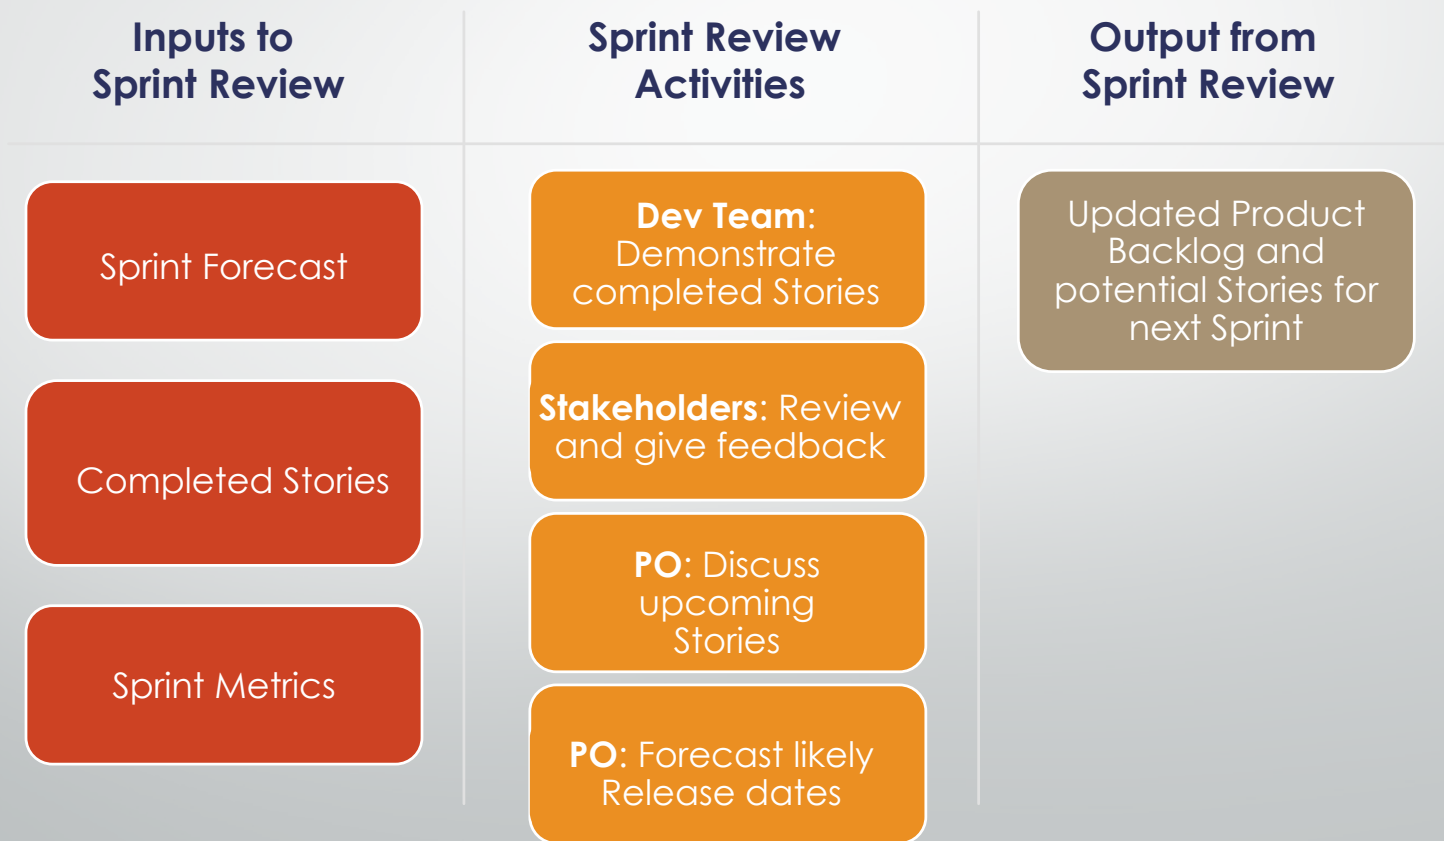 Inputs to
Sprint Review
Sprint Review
Activities
Output from
Sprint Review
Sprint Forecast
Completed Stories
Sprint Metrics
Dev Team:
Demonstrate
completed Stories
Stakeholders: Review
and give feedback
PO: Discuss
upcoming
Stories
PO: Forecast likely
Release dates
Updated Product
Backlog and
potential Stories for
next Sprint